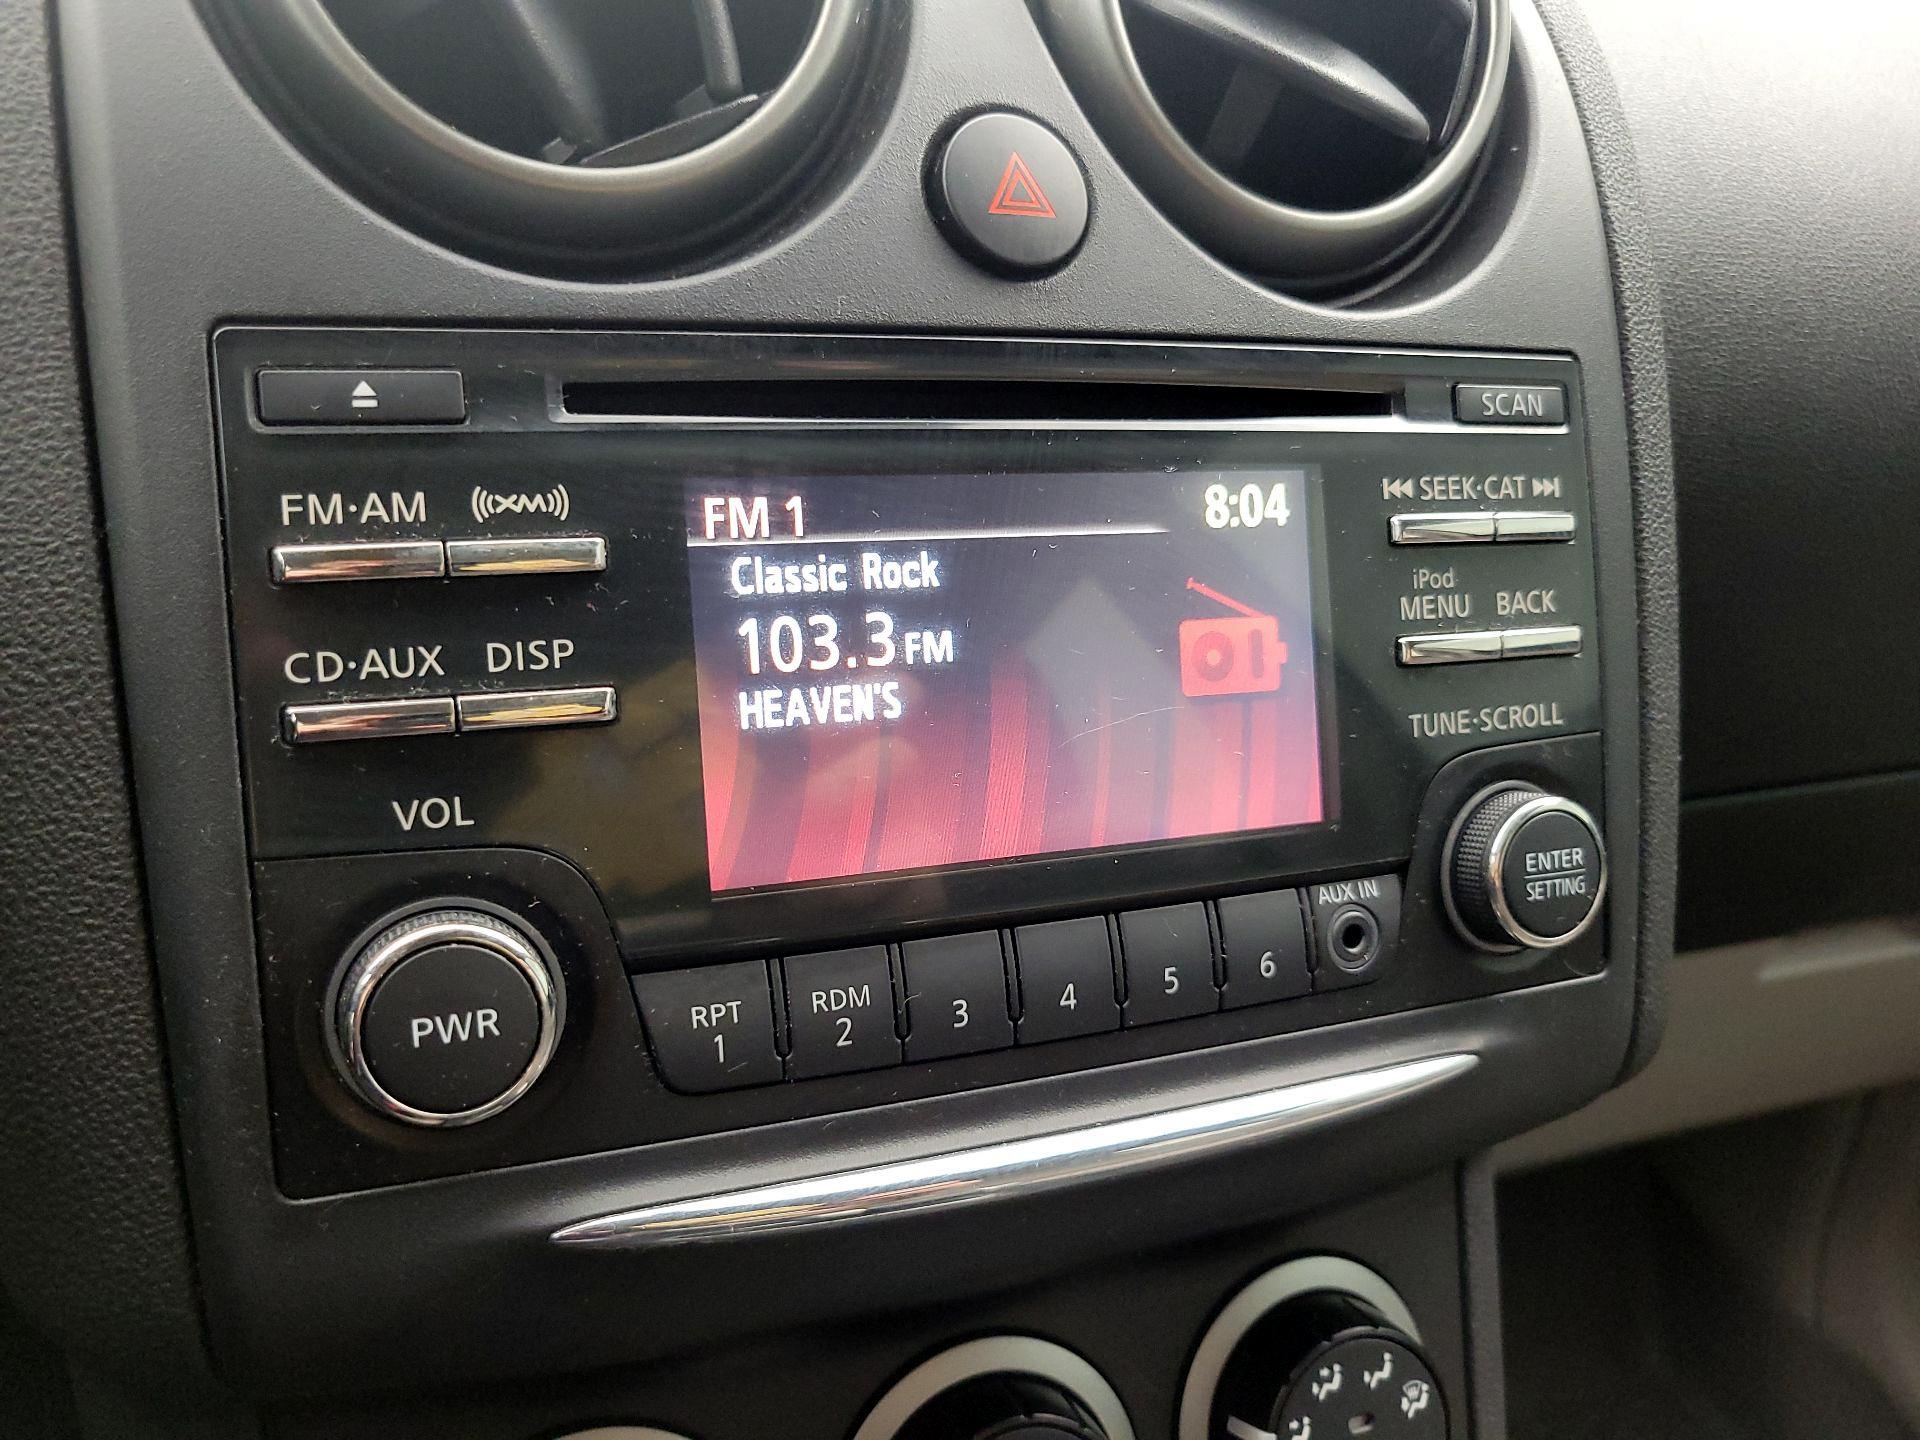 SCAN
FM·AM
((XM))
SEEK·CAT
FM 1
8:04
Classic Rock
103.3 FM
HEAVEN'S
iPod
MENU
BACK
CD·AUX
DISP
TUNE·SCROLL
VOL
ENTER
SETTING
AUX IN
PWR
RPT
1
RDM
2
3
4
5
6